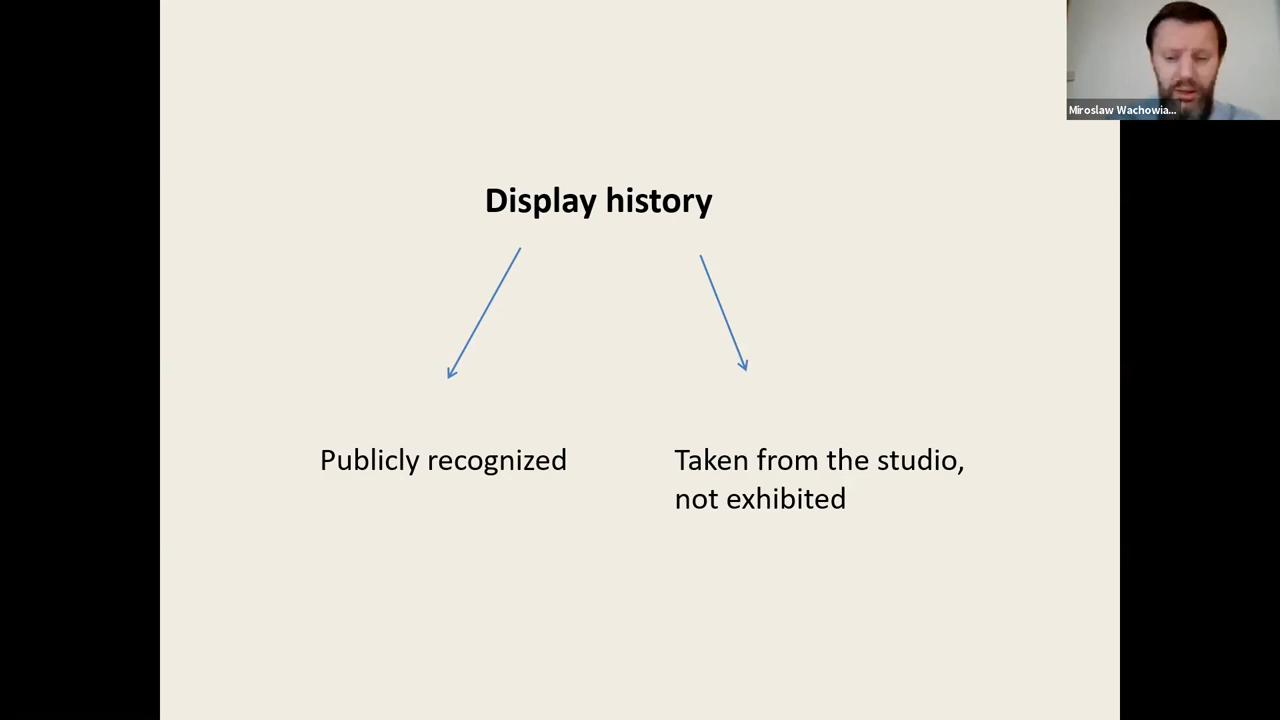 Miroslaw Wachowia...
Display history
Publicly recognized
Taken from the studio,
not exhibited